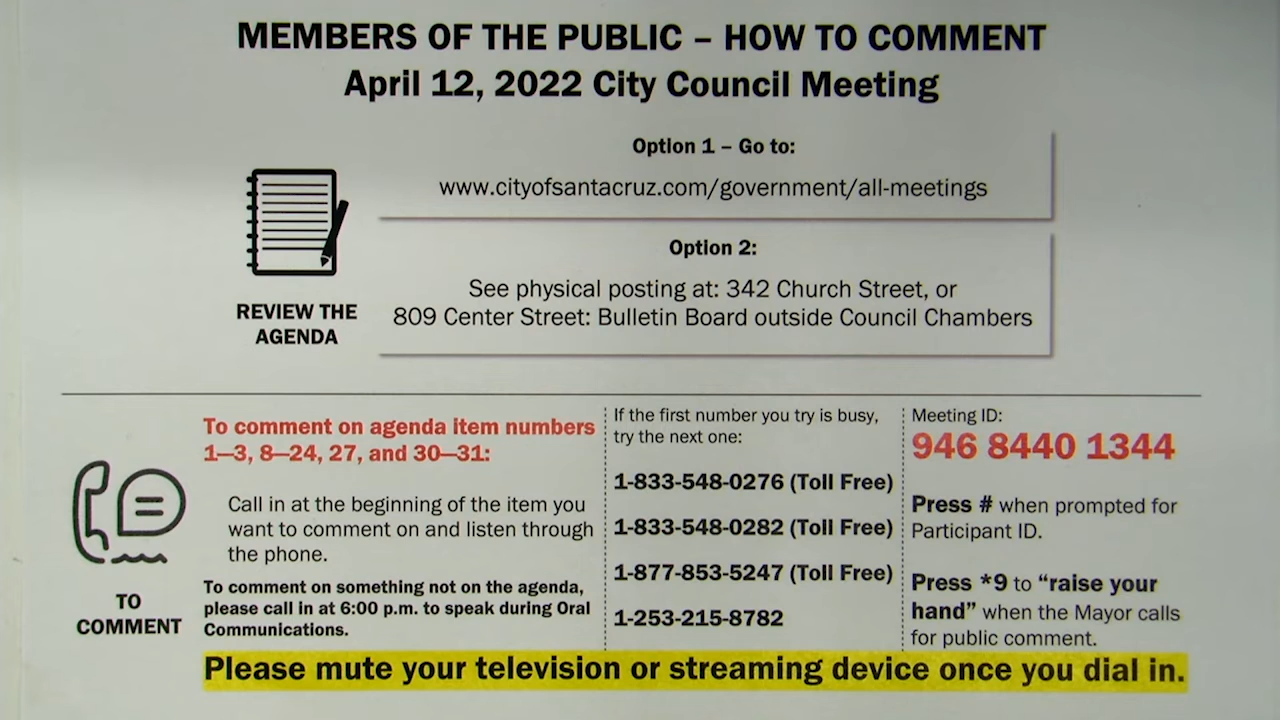 MEMBERS OF THE PUBLIC – HOW TO COMMENT
April 12, 2022 City Council Meeting
Option 1 – Go to:
www.cityofsantacruz.com/government/all-meetings
Option 2:
See physical posting at: 342 Church Street, or
809 Center Street: Bulletin Board outside Council Chambers
REVIEW THE
AGENDA
To comment on agenda item numbers
1–3, 8–24, 27, and 30–31:
Call in at the beginning of the item you
want to comment on and listen through
the phone.
To comment on something not on the agenda,
please call in at 6:00 p.m. to speak during Oral
Communications.
TO
COMMENT
If the first number you try is busy,
try the next one:
1-833-548-0276 (Toll Free)
1-833-548-0282 (Toll Free)
1-877-853-5247 (Toll Free)
1-253-215-8782
Meeting ID:
946 8440 1344
Press # when prompted for
Participant ID.
Press *9 to “raise your
hand” when the Mayor calls
for public comment.
Please mute your television or streaming device once you dial in.